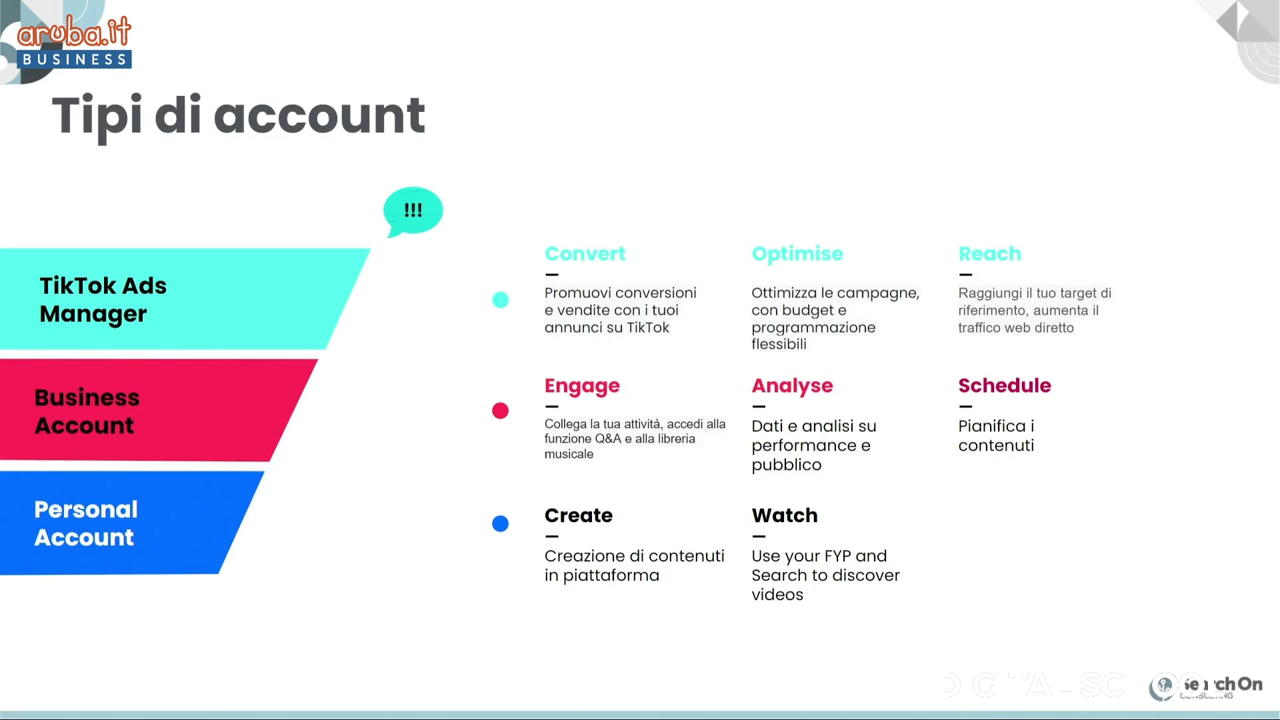 aruba.it
BUSINESS
Tipi di account
!!!
TikTok Ads
Manager
Convert
Promuovi conversioni
e vendite con i tuoi
annunci su TikTok
Optimise
Ottimizza le campagne,
con budget e
programmazione
flessibili
Reach
Raggiungi il tuo target di
riferimento, aumenta il
traffico web diretto
Business
Account
Engage
Collega la tua attività, accedi alla
funzione Q&A e alla libreria
musicale
Analyse
Dati e analisi su
performance e
pubblico
Schedule
Pianifica i
contenuti
Personal
Account
Create
Creazione di contenuti
in piattaforma
Watch
Use your FYP and
Search to discover
videos
SearchOn
CONSULTING